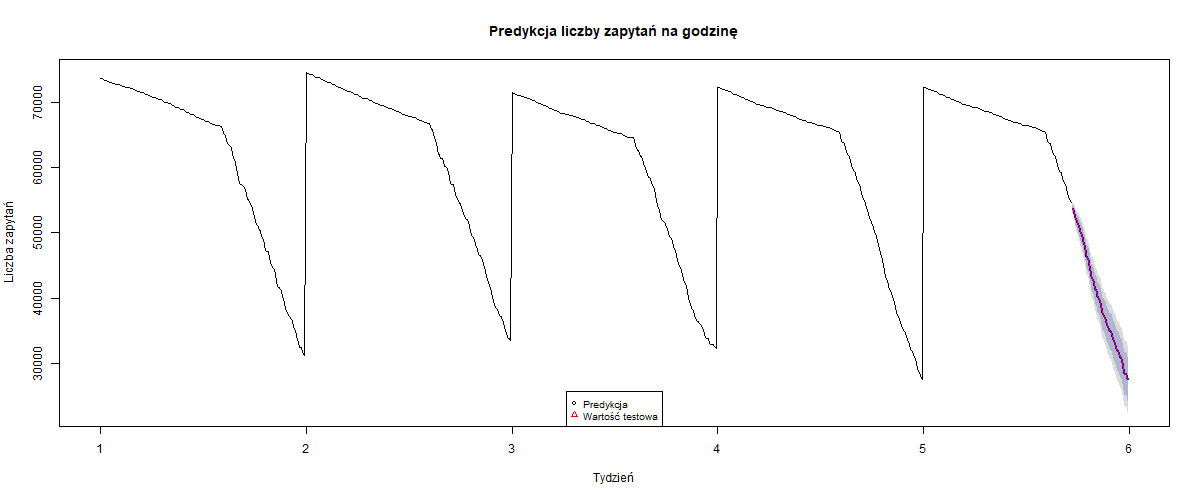 Predykcja liczby zapytań na godzinę
Liczba zapytań
70000
60000
50000
40000
30000
Predykcja
Wartość testowa
1 2 3 4 5 6
Tydzień